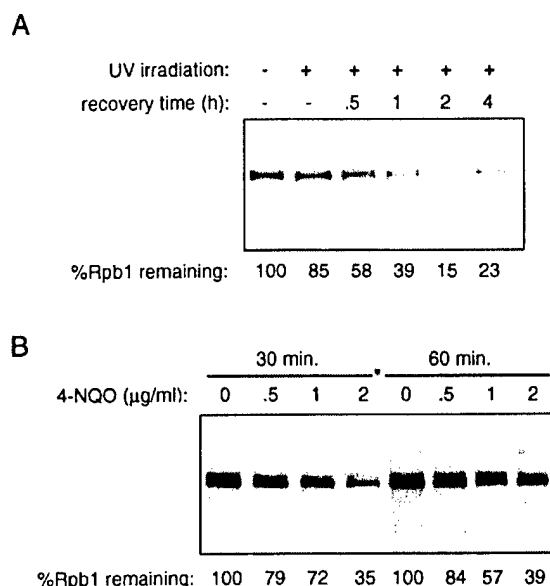 A
UV irradiation: - + + + + +
recovery time (h): - - .5 1 2 4
%Rpb1 remaining: 100 85 58 39 15 23
B
30 min. 60 min.
4-NQO (µg/ml): 0 .5 1 2 0 .5 1 2
%Rpb1 remaining: 100 79 72 35 100 84 57 39